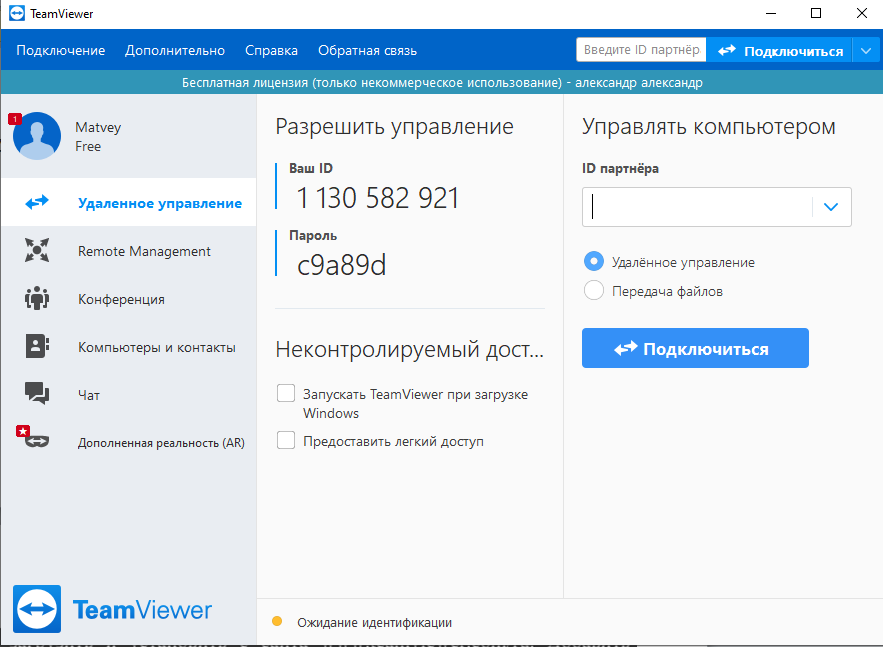 TeamViewer
Подключение Дополнительно Справка Обратная связь
Введите ID партнёр
Подключиться
Бесплатная лицензия (только некоммерческое использование) - александр александр
1
Matvey
Free
Удаленное управление
Remote Management
Конференция
Компьютеры и контакты
Чат
Дополненная реальность (AR)
TeamViewer
Разрешить управление
Ваш ID
1 130 582 921
Пароль
c9a89d
Неконтролируемый дост...
Запускать TeamViewer при загрузке
Windows
Предоставить легкий доступ
Управлять компьютером
ID партнёра
Удалённое управление
Передача файлов
Подключиться
Ожидание идентификации